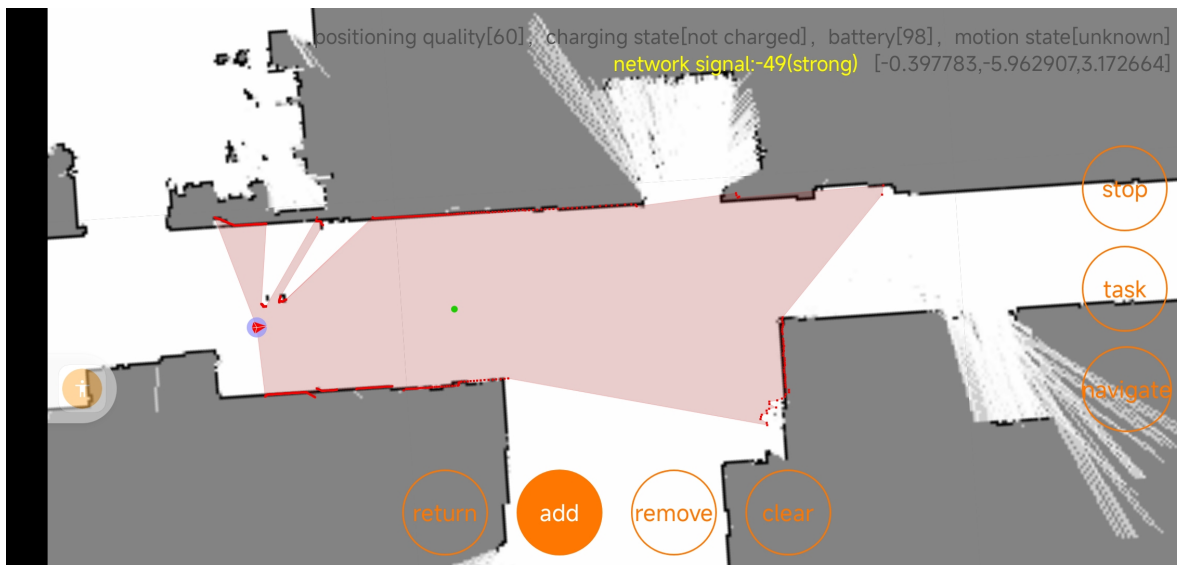 positioning quality[60], charging state[not charged], battery[98], motion state[unknown]
network signal:-49(strong) [-0.397783,-5.962907,3.172664]
stop
task
navigate
return add remove clear